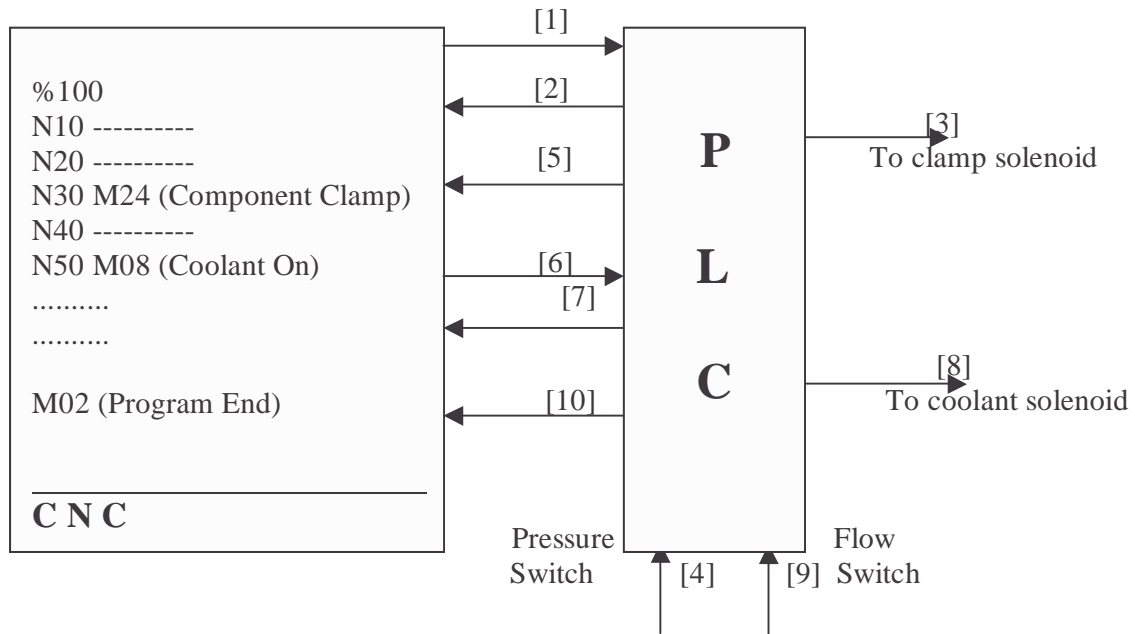 %100
N10 ----------
N20 ----------
N30 M24 (Component Clamp)
N40 ----------
N50 M08 (Coolant On)
..........
..........
M02 (Program End)
C N C
[1]
[2]
[5]
[6]
[7]
[10]
P
L
C
[3]
To clamp solenoid
[8]
To coolant solenoid
Pressure
Switch
[4]
[9]
Flow
Switch